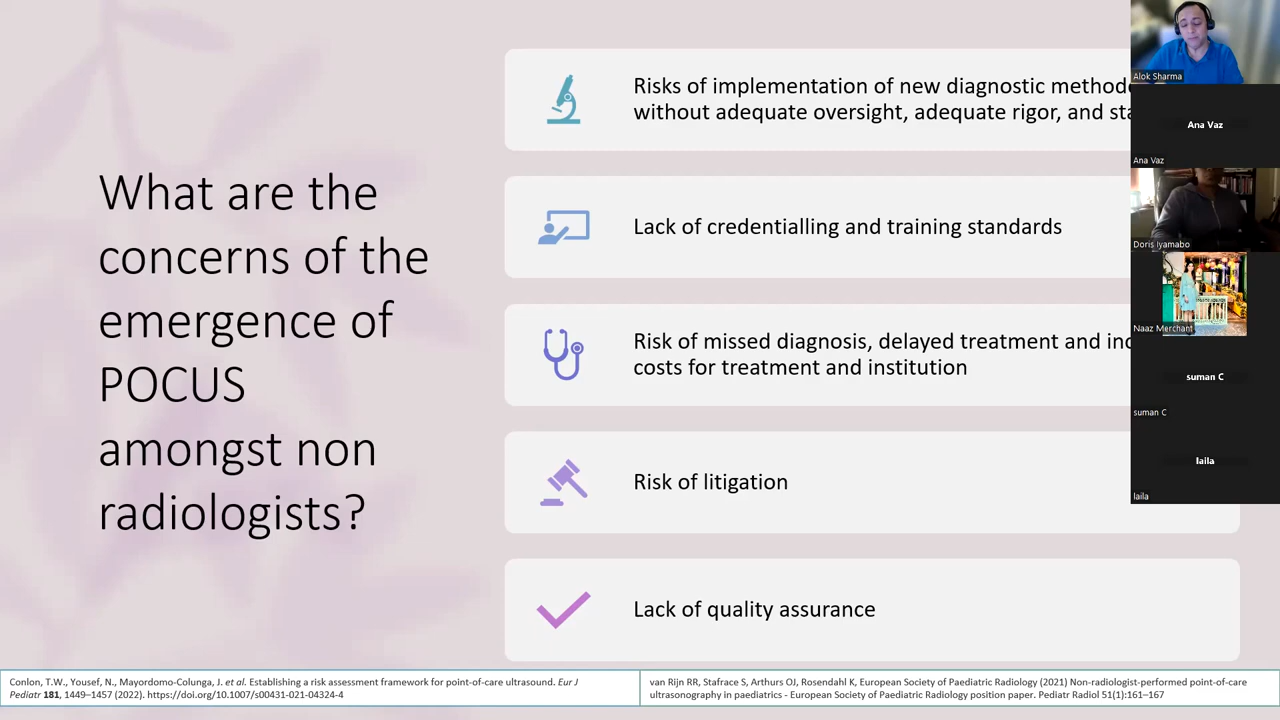 What are the
concerns of the
emergence of
POCUS
amongst non
radiologists?
Risks of implementation of new diagnostic
without adequate oversight, adequate rigor, and
Lack of credentialling and training standards
Risk of missed diagnosis, delayed treatment and
costs for treatment and institution
Risk of litigation
Lack of quality assurance
Conlon, T.W., Yousef, N., Mayordomo-Colunga, J. et al. Establishing a risk assessment framework for point-of-care ultrasound. Eur J
Pediatr 181, 1449–1457 (2022). https://doi.org/10.1007/s00431-021-04324-4
van Rijn RR, Stafrace S, Arthurs OJ, Rosendahl K, European Society of Paediatric Radiology (2021) Non-radiologist-performed point-of-care
ultrasonography in paediatrics - European Society of Paediatric Radiology position paper. Pediatr Radiol 51(1):161–167
Alok Sharma
Ana Vaz
Ana Vaz
Doris Iyamabo
Naaz Merchant
suman C
suman C
laila
laila